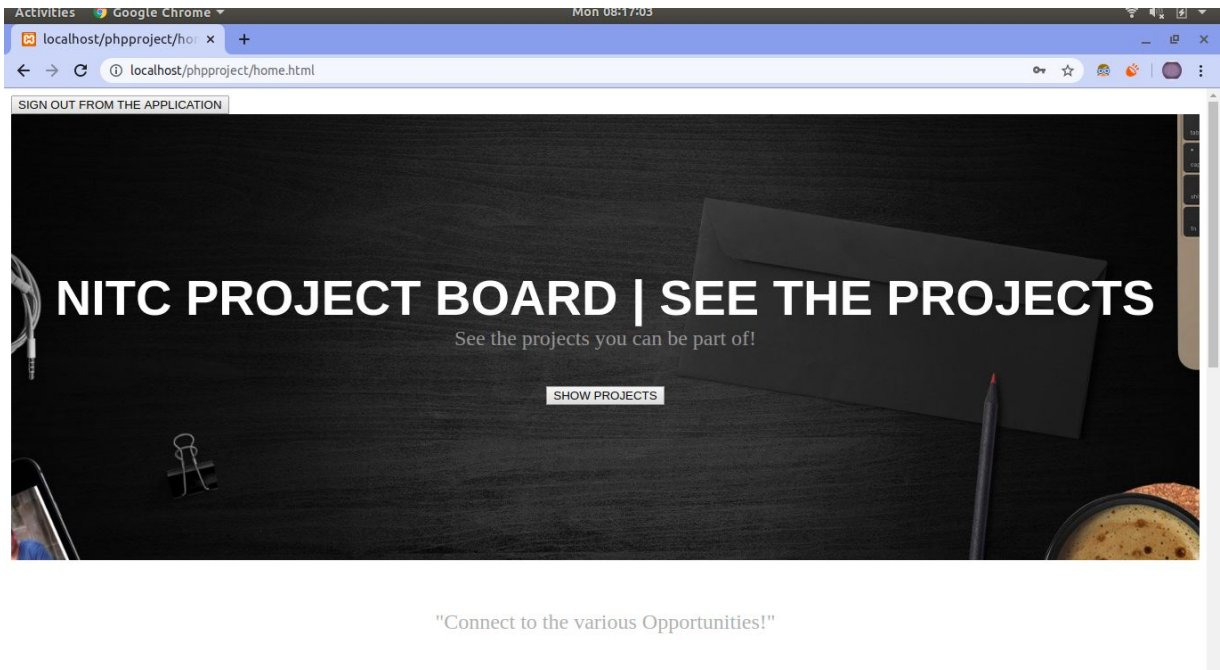 Activities Google Chrome Mon 08:17:03
localhost/phpproject/hom
localhost/phpproject/home.html
SIGN OUT FROM THE APPLICATION
NITC PROJECT BOARD | SEE THE PROJECTS
See the projects you can be part of!
SHOW PROJECTS
"Connect to the various Opportunities!"